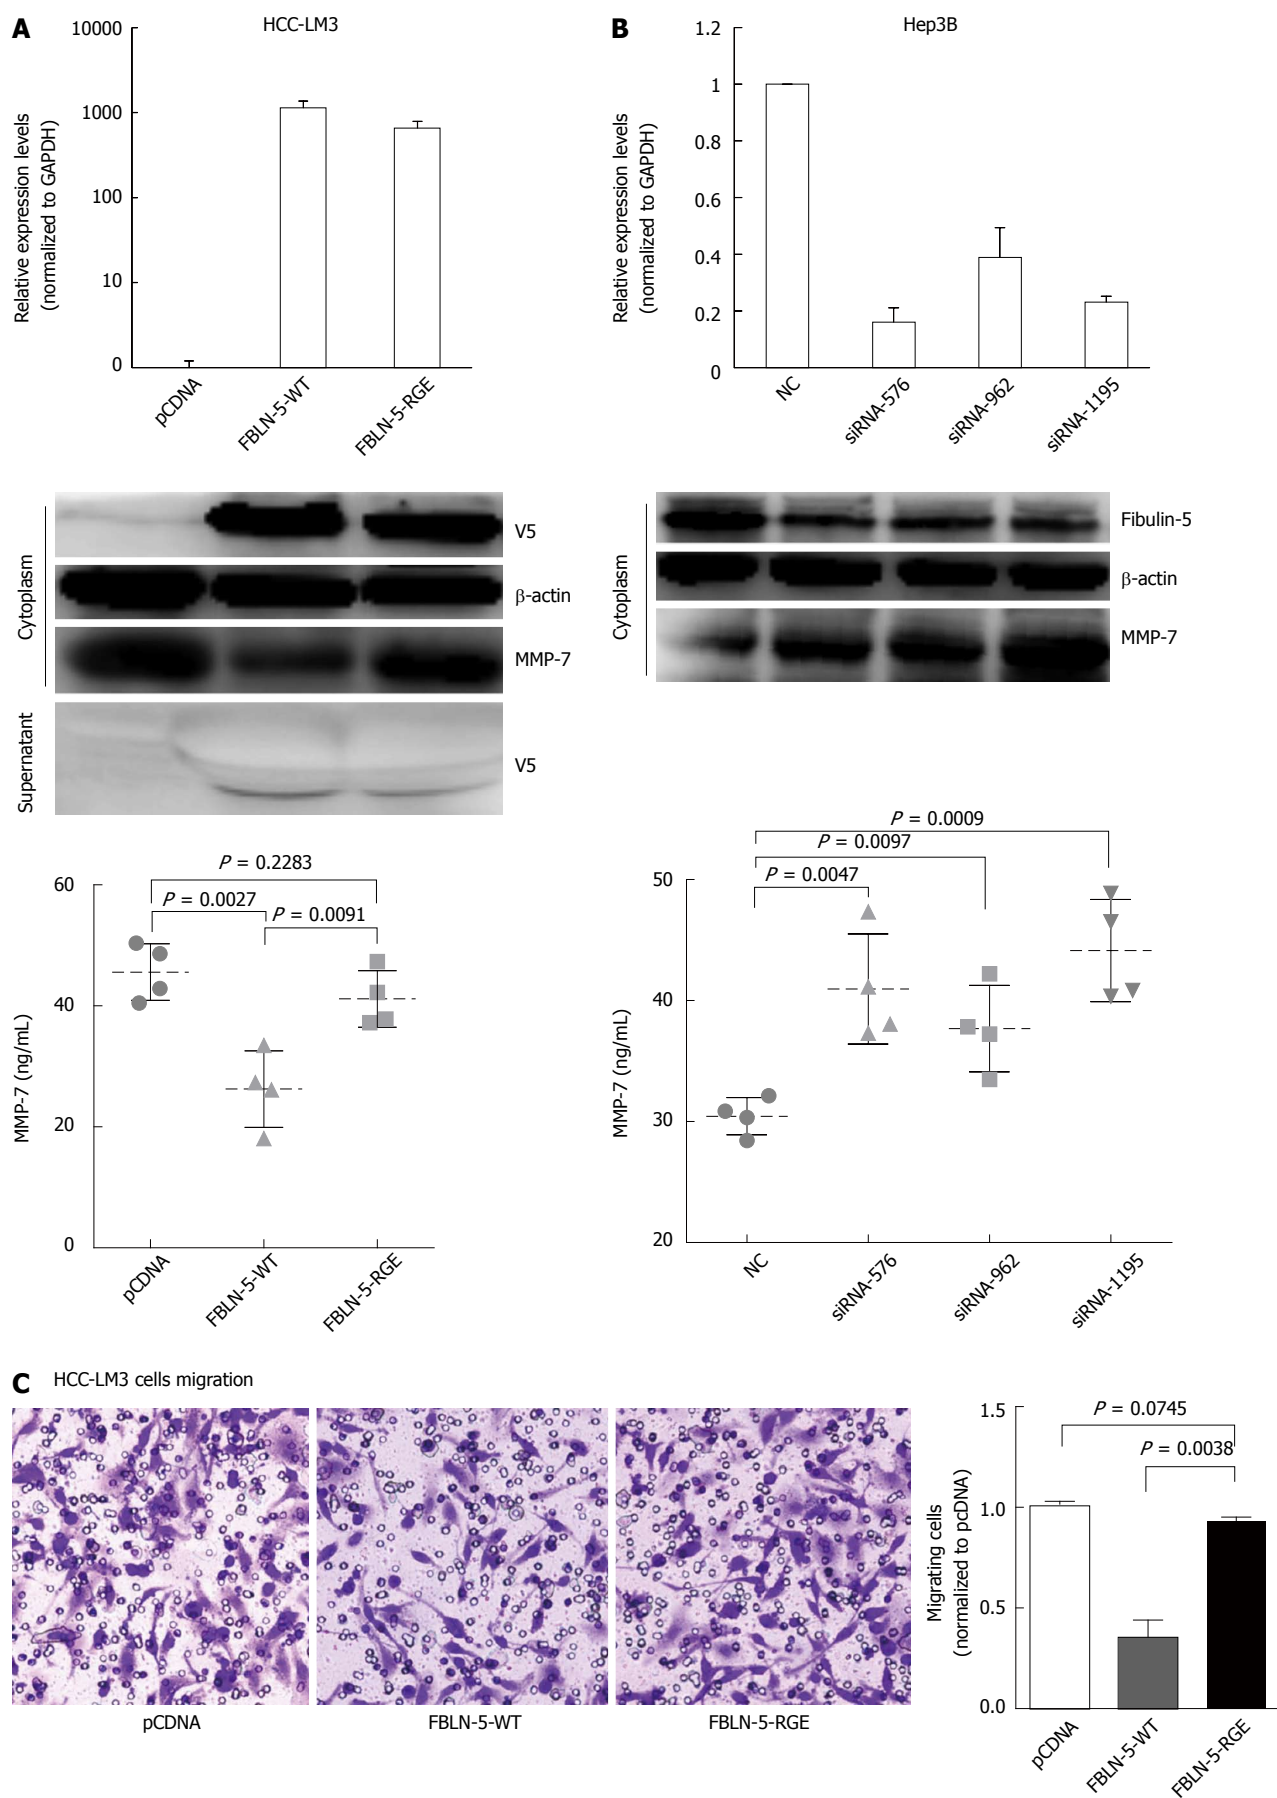 A
HCC-LM3
Relative expression levels
(normalized to GAPDH)
10000
1000
100
10
0
pCDNA
FBLN-5-WT
FBLN-5-RGE
B
Hep3B
Relative expression levels
(normalized to GAPDH)
1.2
1
0.8
0.6
0.4
0.2
0
NC
siRNA-576
siRNA-962
siRNA-1195
Cytoplasm
V5
β-actin
MMP-7
Supernatant
V5
Cytoplasm
Fibulin-5
β-actin
MMP-7
P = 0.2283
P = 0.0027
P = 0.0091
MMP-7 (ng/mL)
60
40
20
0
pCDNA
FBLN-5-WT
FBLN-5-RGE
P = 0.0009
P = 0.0097
P = 0.0047
MMP-7 (ng/mL)
50
40
30
20
NC
siRNA-576
siRNA-962
siRNA-1195
C
HCC-LM3 cells migration
pCDNA
FBLN-5-WT
FBLN-5-RGE
Migrating cells
(normalized to pcDNA)
1.5
1.0
0.5
0.0
P = 0.0745
P = 0.0038
pCDNA
FBLN-5-WT
FBLN-5-RGE